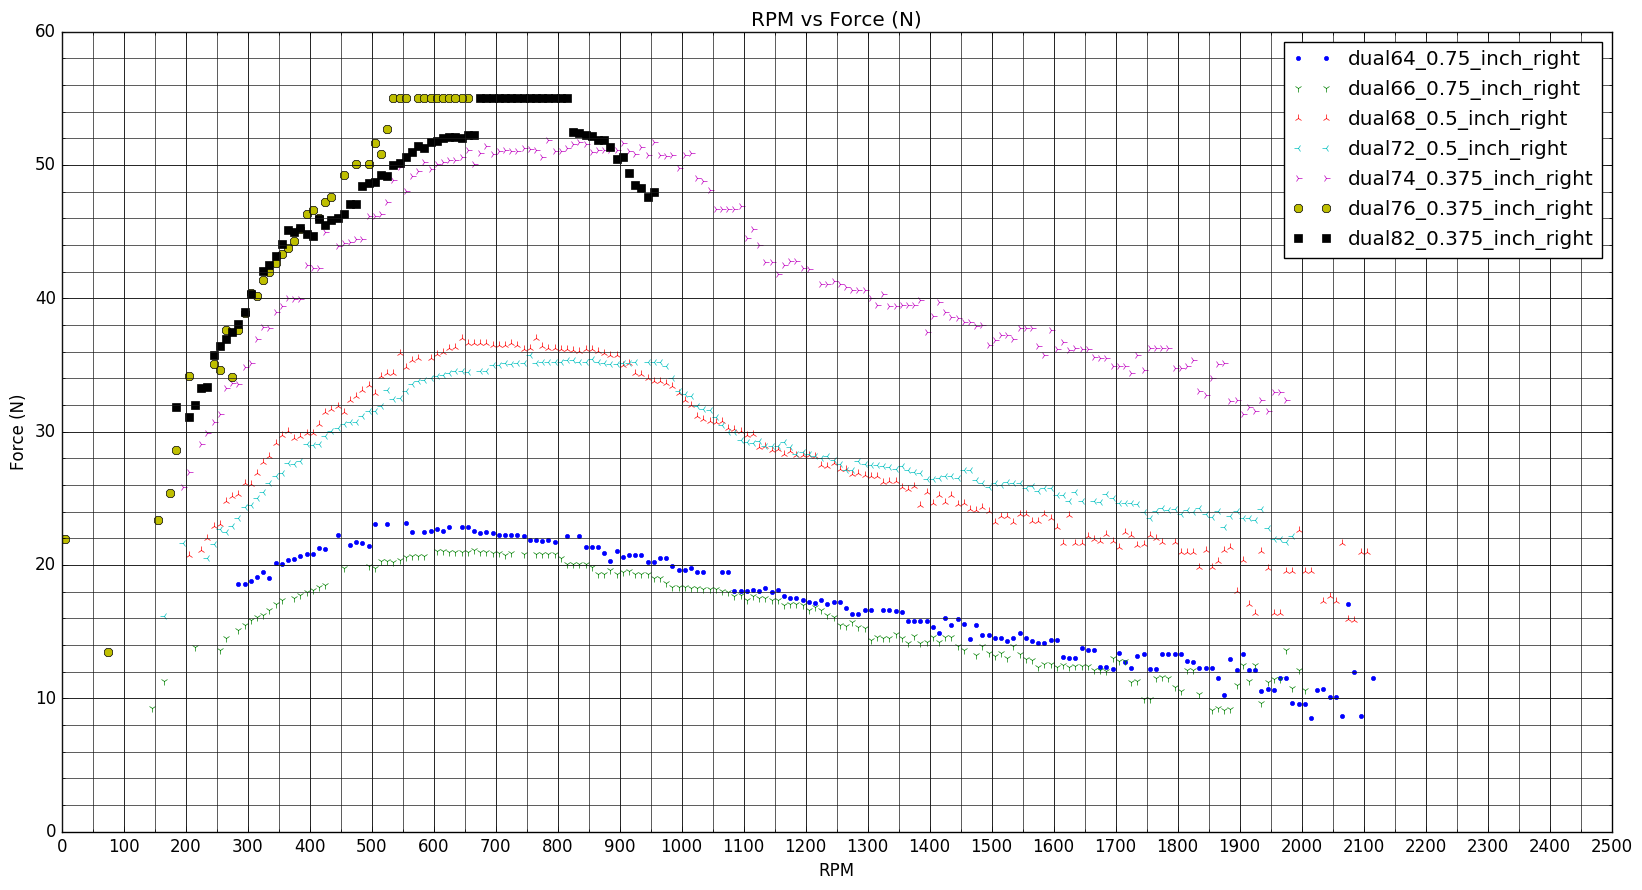 RPM vs Force (N)
60
50
40
30
20
10
0
Force (N)
dual64_0.75_inch_right
dual66_0.75_inch_right
dual68_0.5_inch_right
dual72_0.5_inch_right
dual74_0.375_inch_right
dual76_0.375_inch_right
dual82_0.375_inch_right
0 100 200 300 400 500 600 700 800 900 1000 1100 1200 1300 1400 1500 1600 1700 1800 1900 2000 2100 2200 2300 2400 2500
RPM